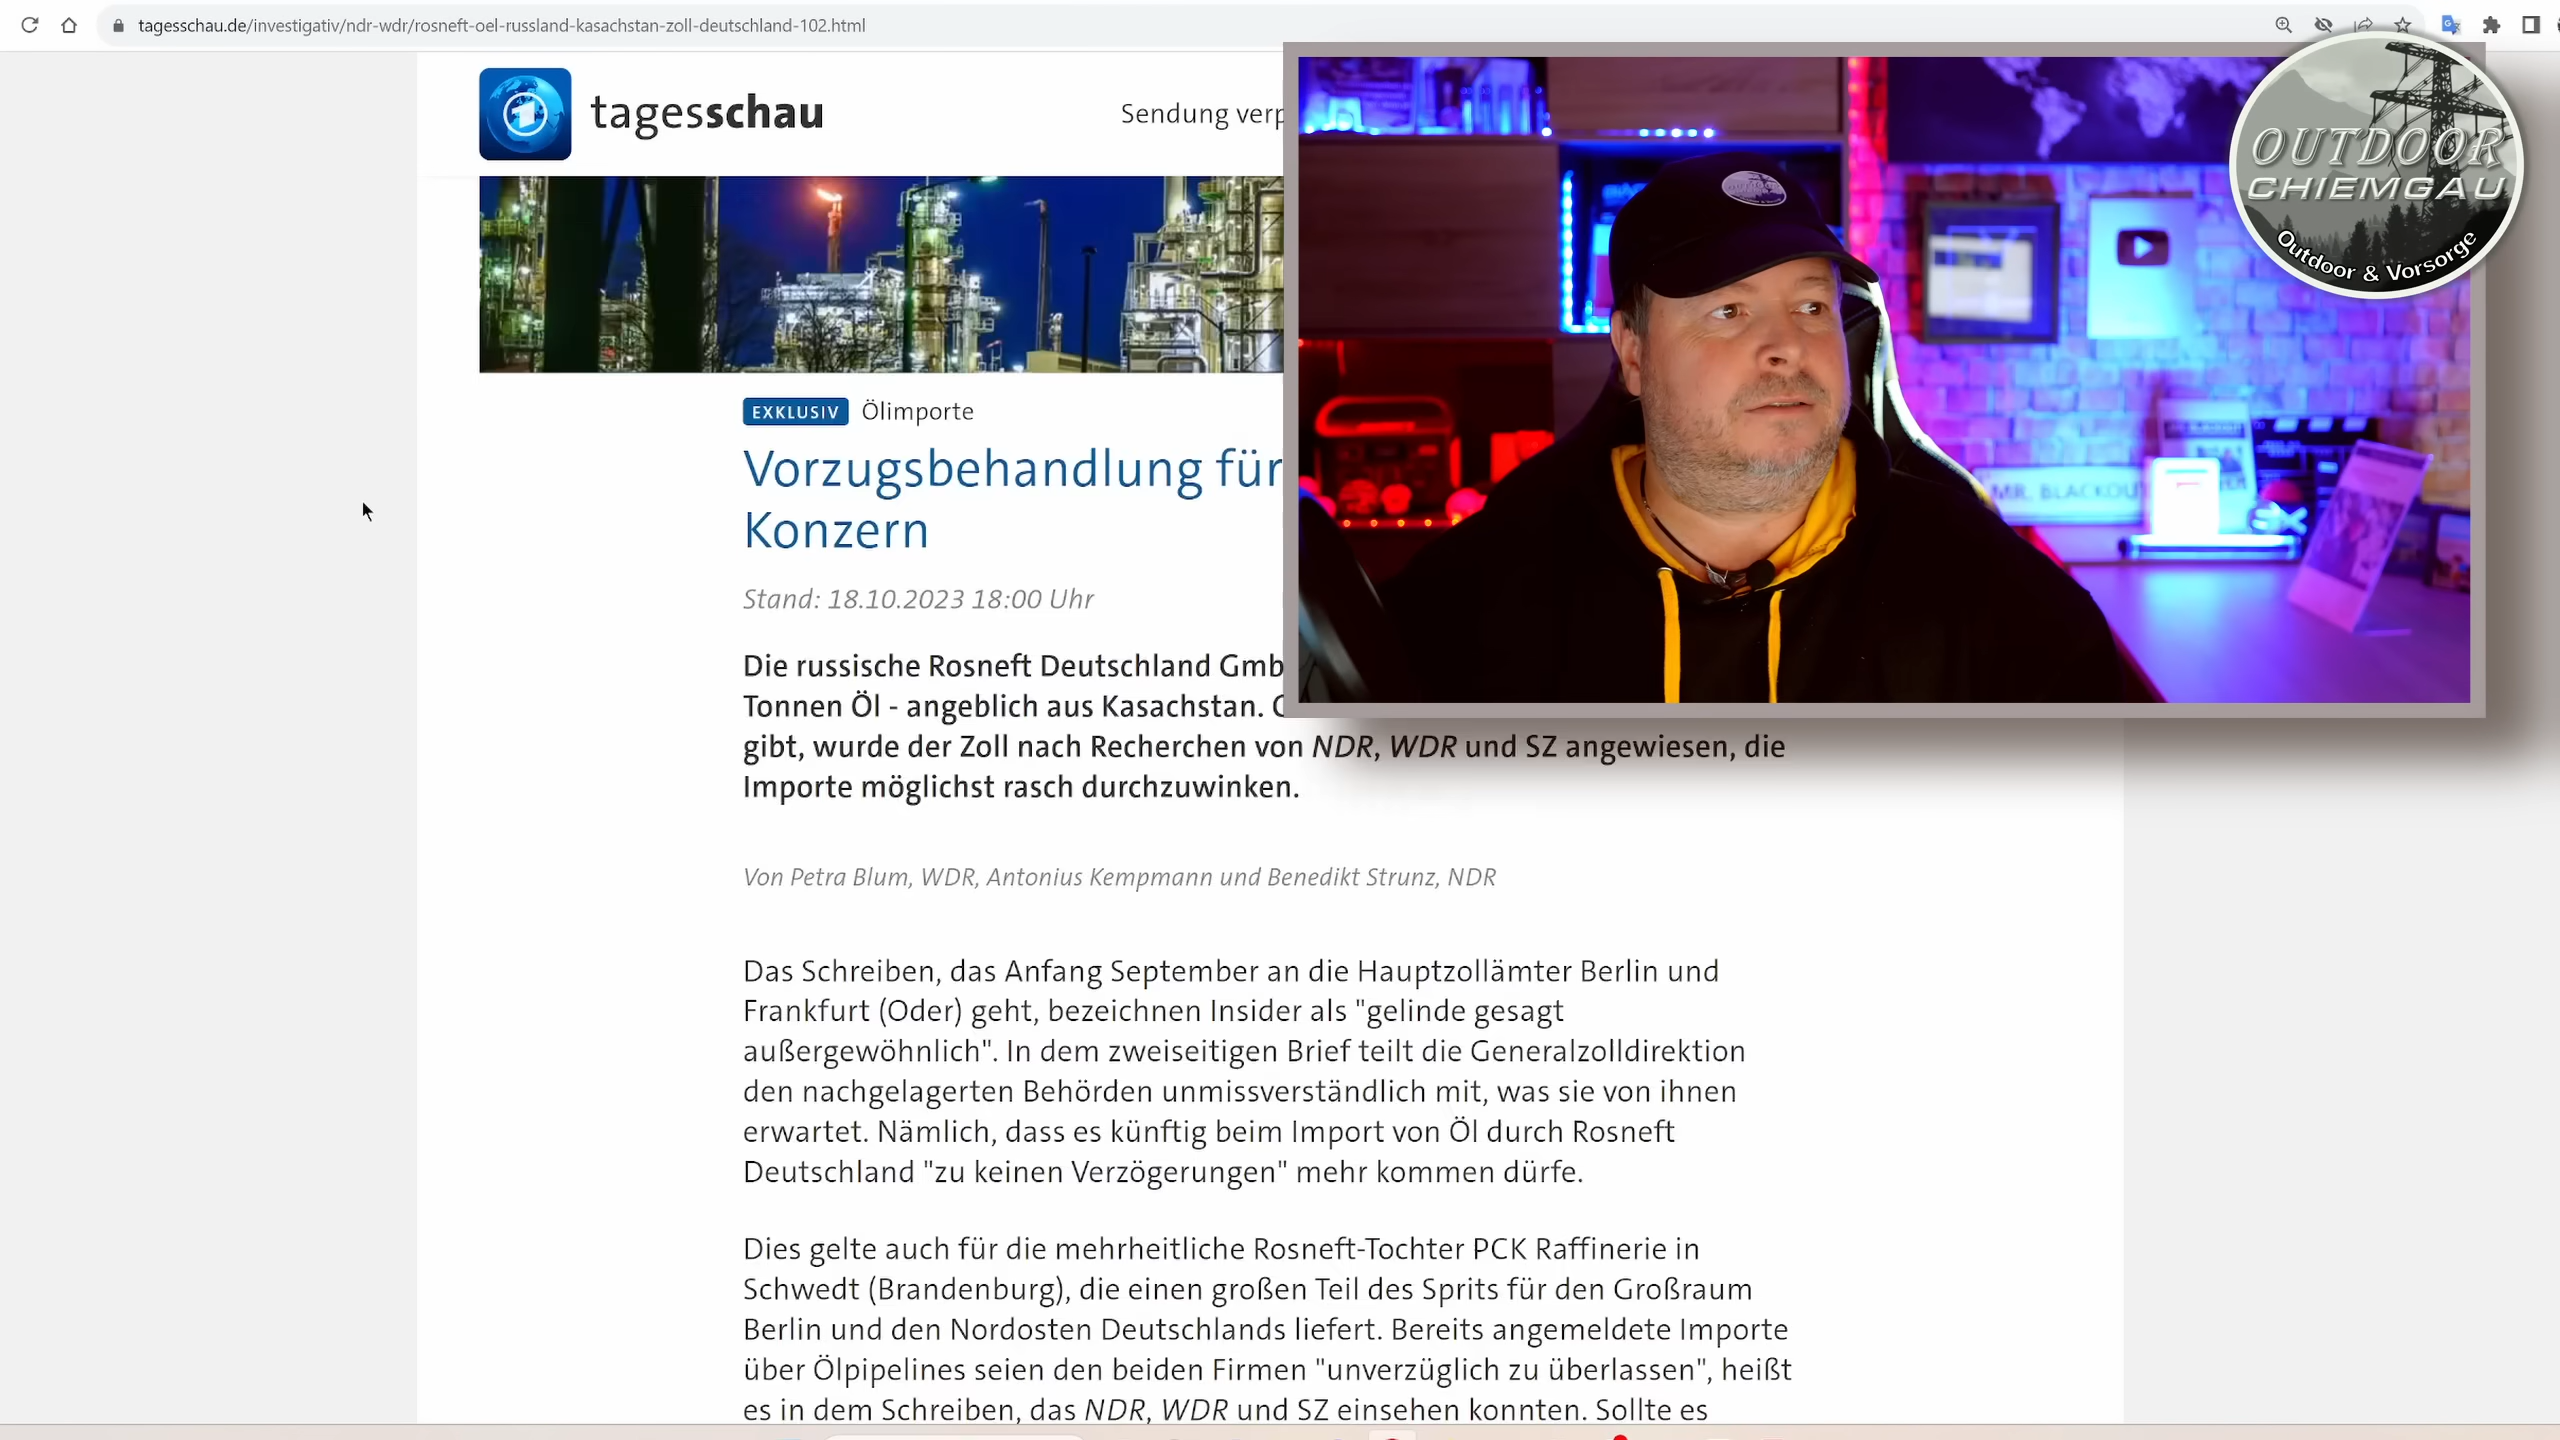 tagesschau.de/investigativ/ndr-wdr/rosneft-oel-russland-kasachstan-zoll-deutschland-102.html
tagesschau
Sendung verp
OUTDOOR
CHIEMGAU
Outdoor & Vorsorge
MR. BLACKOU
EXKLUSIV Ölimporte
Vorzugsbehandlung für
Konzern
Stand: 18.10.2023 18:00 Uhr
Die russische Rosneft Deutschland Gmb
Tonnen Öl - angeblich aus Kasachstan.
gibt, wurde der Zoll nach Recherchen von NDR, WDR und SZ angewiesen, die
Importe möglichst rasch durchzuwinken.
Von Petra Blum, WDR, Antonius Kempmann und Benedikt Strunz, NDR
Das Schreiben, das Anfang September an die Hauptzollämter Berlin und
Frankfurt (Oder) geht, bezeichnen Insider als "gelinde gesagt
außergewöhnlich". In dem zweiseitigen Brief teilt die Generalzolldirektion
den nachgelagerten Behörden unmissverständlich mit, was sie von ihnen
erwartet. Nämlich, dass es künftig beim Import von Öl durch Rosneft
Deutschland "zu keinen Verzögerungen" mehr kommen dürfe.
Dies gelte auch für die mehrheitliche Rosneft-Tochter PCK Raffinerie in
Schwedt (Brandenburg), die einen großen Teil des Sprits für den Großraum
Berlin und den Nordosten Deutschlands liefert. Bereits angemeldete Importe
über Ölpipelines seien den beiden Firmen "unverzüglich zu überlassen", heißt
es in dem Schreiben, das NDR, WDR und SZ einsehen konnten. Sollte es